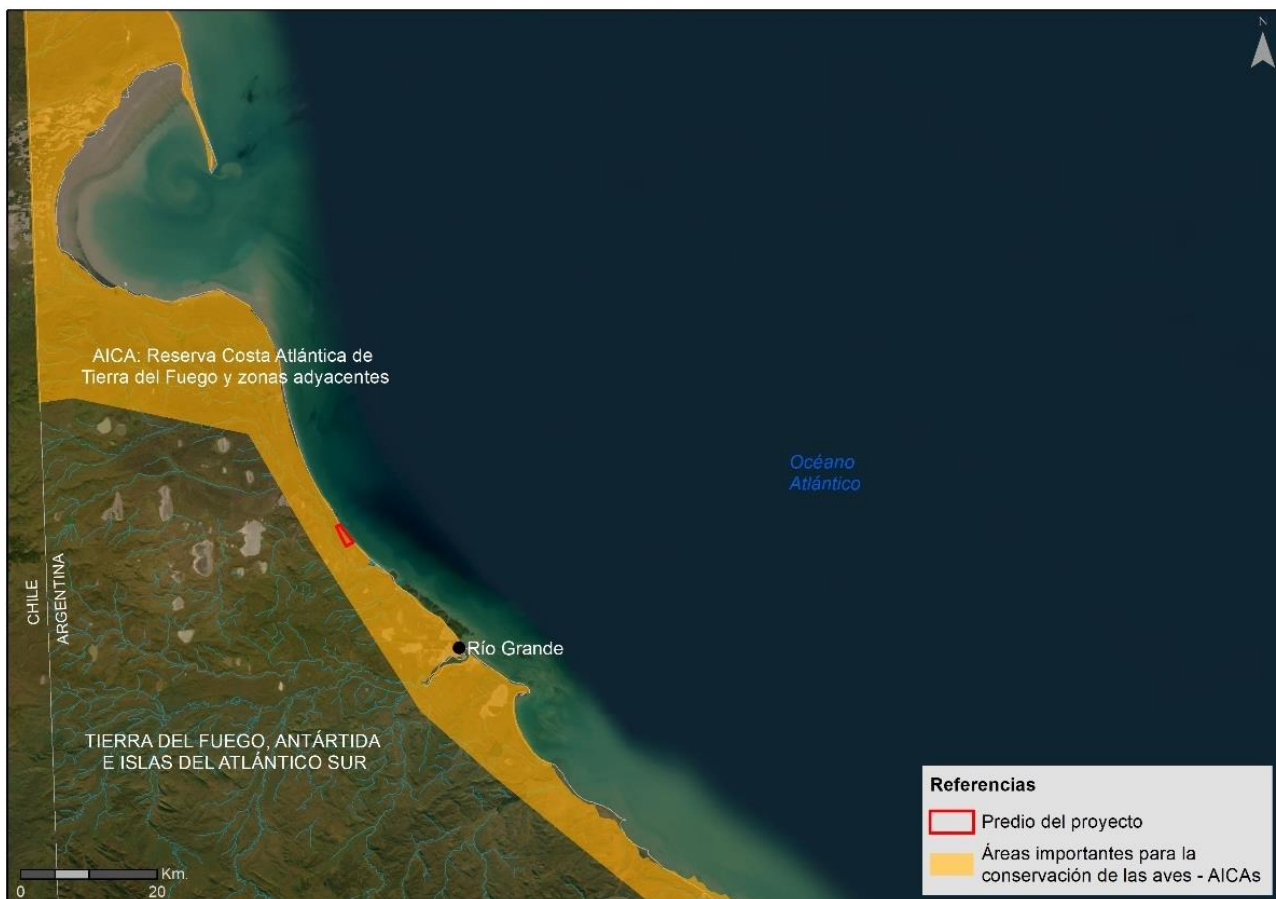 N
AICA: Reserva Costa Atlántica de
Tierra del Fuego y zonas adyacentes
Océano
Atlántico
CHILE
ARGENTINA
Río Grande
TIERRA DEL FUEGO, ANTÁRTIDA
E ISLAS DEL ATLÁNTICO SUR
Referencias
Predio del proyecto
Áreas importantes para la
conservación de las aves - AICAs
Km.
0 20